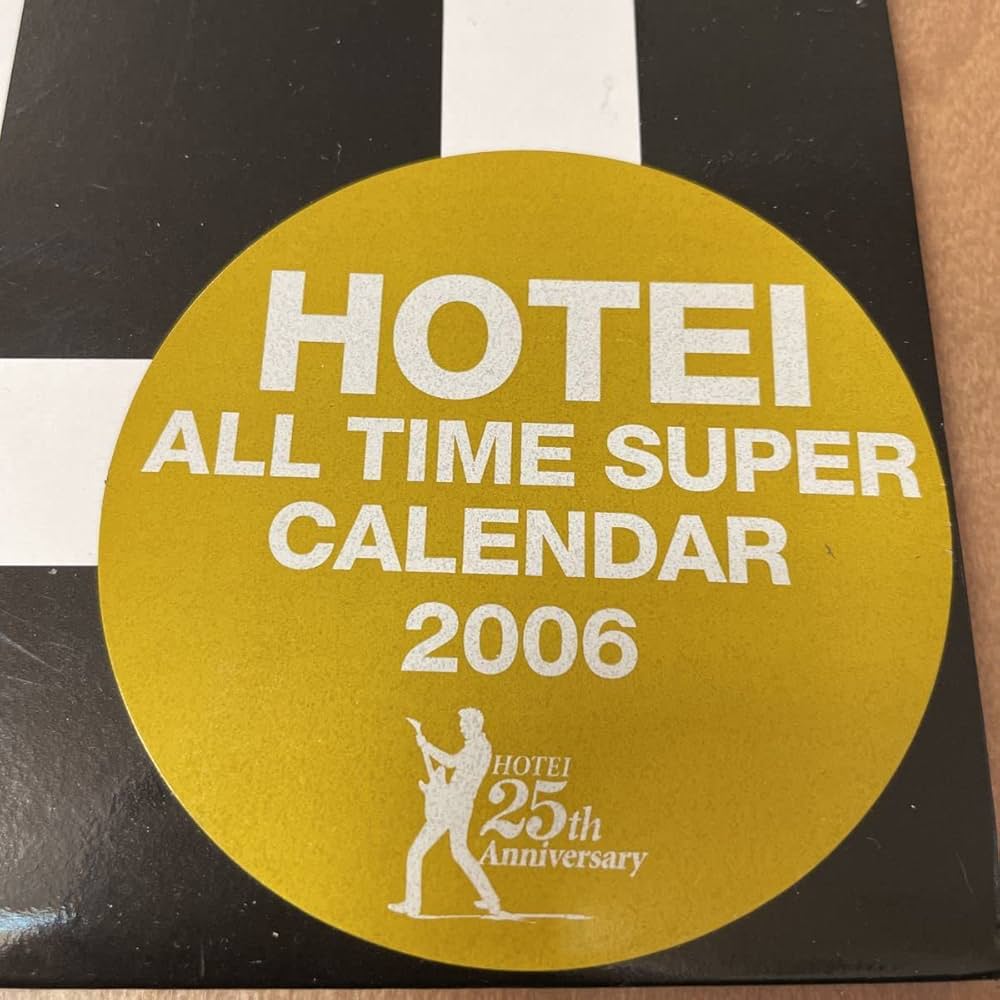 HOTEI
ALL TIME SUPER
CALENDAR
2006
HOTEI
25th
Anniversary